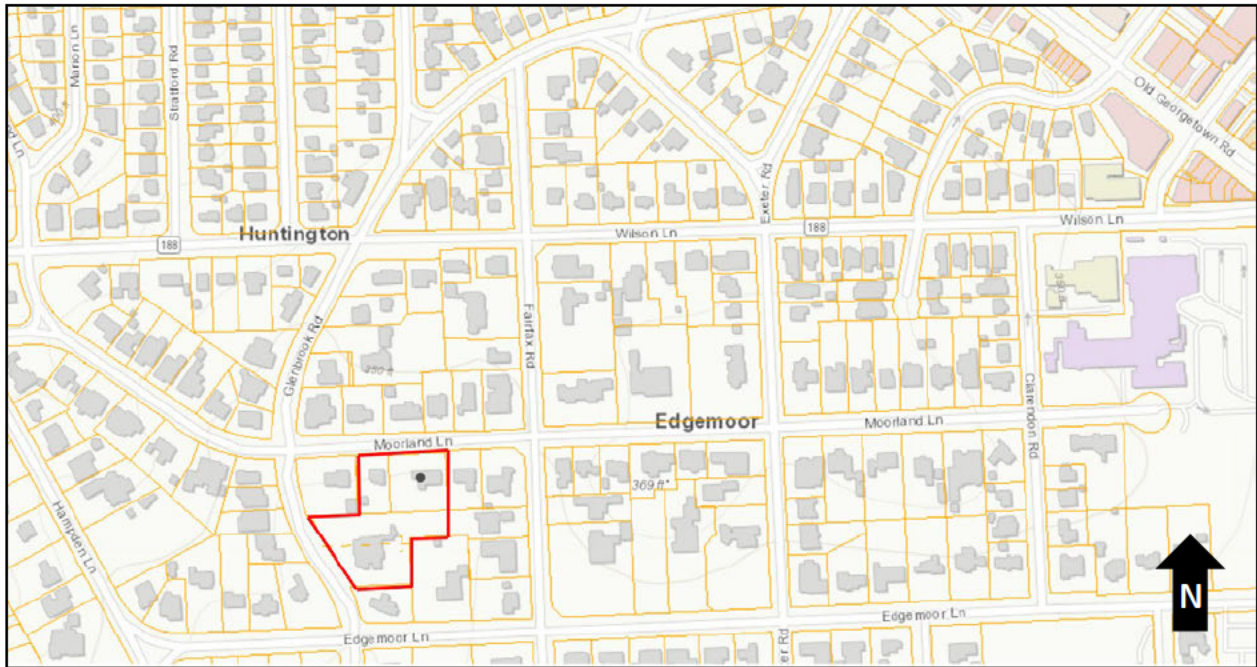 Marion Ln
Stratford Rd
Old Georgetown Rd
Exeter Rd
Wilson Ln
188
Wilson Ln
188
Huntington
Glenbrook Rd
Fairfax Rd
Clarendon Rd
Edgemoor
Moorland Ln
Moorland Ln
369 ft
Hampden Ln
N
Edgemoor Ln
Edgemoor Ln